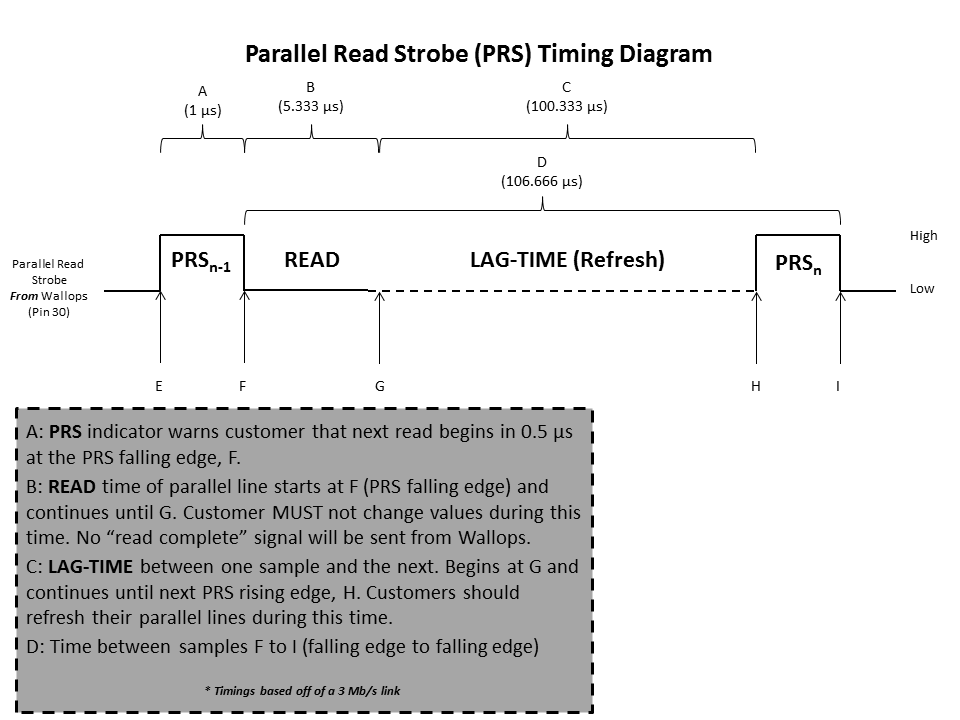 Parallel Read Strobe (PRS) Timing Diagram
A
(1 µs)
B
(5.333 µs)
C
(100.333 µs)
D
(106.666 µs)
PRSn-1
READ
LAG-TIME (Refresh)
PRSn
High
Low
Parallel Read
Strobe
From Wallops
(Pin 30)
E
F
G
H
I
A: PRS indicator warns customer that next read begins in 0.5 µs
at the PRS falling edge, F.
B: READ time of parallel line starts at F (PRS falling edge) and
continues until G. Customer MUST not change values during this
time. No “read complete” signal will be sent from Wallops.
C: LAG-TIME between one sample and the next. Begins at G and
continues until next PRS rising edge, H. Customers should
refresh their parallel lines during this time.
D: Time between samples F to I (falling edge to falling edge)
* Timings based off of a 3 Mb/s link